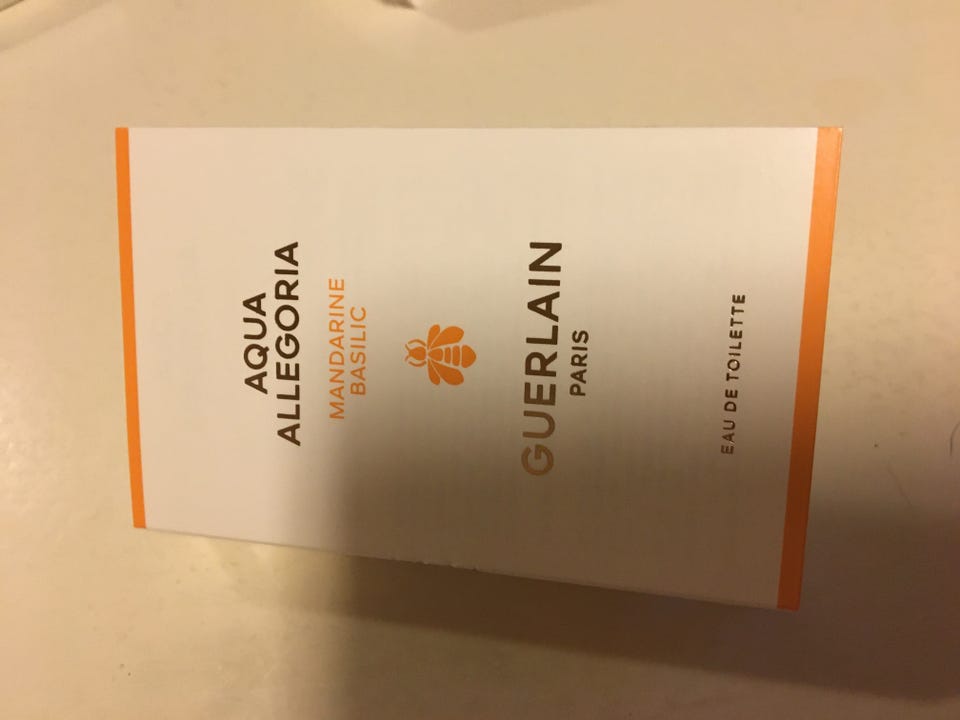 AQUA
ALLEGORIA
MANDARINE
BASILIC
GUERLAIN
PARIS
EAU DE TOILETTE